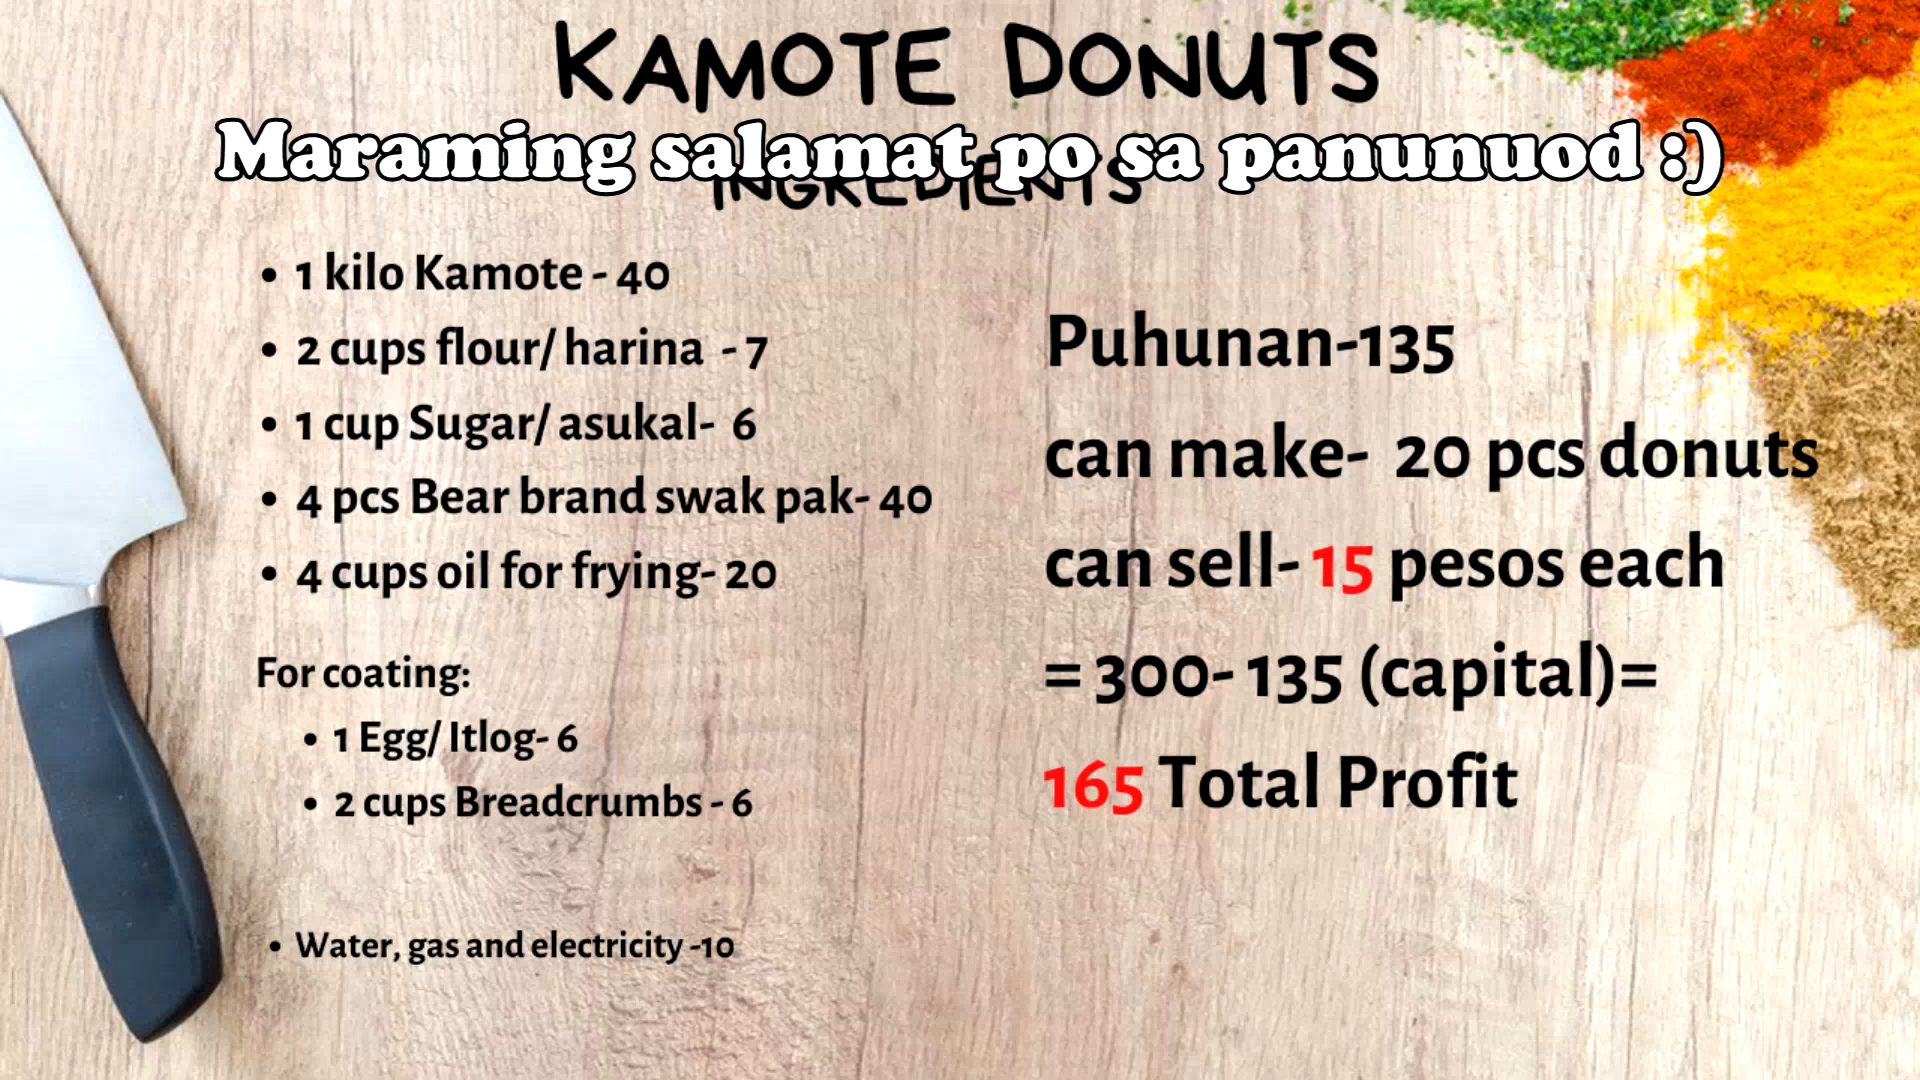 KAMOTE DONUTS
Maraming salamat po sa panunuod :)
INGREDIENTS
• 1 kilo Kamote - 40
• 2 cups flour/ harina - 7
• 1 cup Sugar/ asukal- 6
• 4 pcs Bear brand swak pak- 40
• 4 cups oil for frying- 20
For coating:
• 1 Egg/ Itlog- 6
• 2 cups Breadcrumbs - 6
• Water, gas and electricity -10
Puhunan-135
can make- 20 pcs donuts
can sell- 15 pesos each
= 300- 135 (capital)=
165 Total Profit